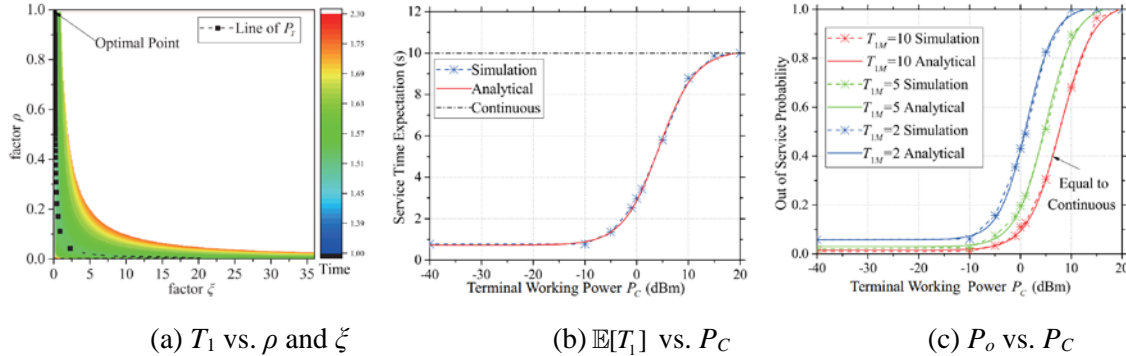 1.0
0.8
0.6
0.4
0.2
0.0
factor ρ
0 5 10 15 20 25 30 35
factor ξ
Optimal Point
Line of P_T
2.30
1.99
1.83
1.69
1.63
1.57
1.51
1.45
1.30
1.15
1.00
Time
12
10
8
6
4
2
0
Service Time Expectation (s)
Simulation
Analytical
Continuous
-40 -30 -20 -10 0 10 20
Terminal Working Power P_C (dBm)
1.0
0.8
0.6
0.4
0.2
0.0
Out of Service Probability
T_1M=10 Simulation
T_1M=10 Analytical
T_1M=5 Simulation
T_1M=5 Analytical
T_1M=2 Simulation
T_1M=2 Analytical
Equal to
Continuous
-40 -30 -20 -10 0 10 20
Terminal Working Power P_C (dBm)
(a) T_1 vs. ρ and ξ
(b) 𝔼[T_1] vs. P_C
(c) P_o vs. P_C